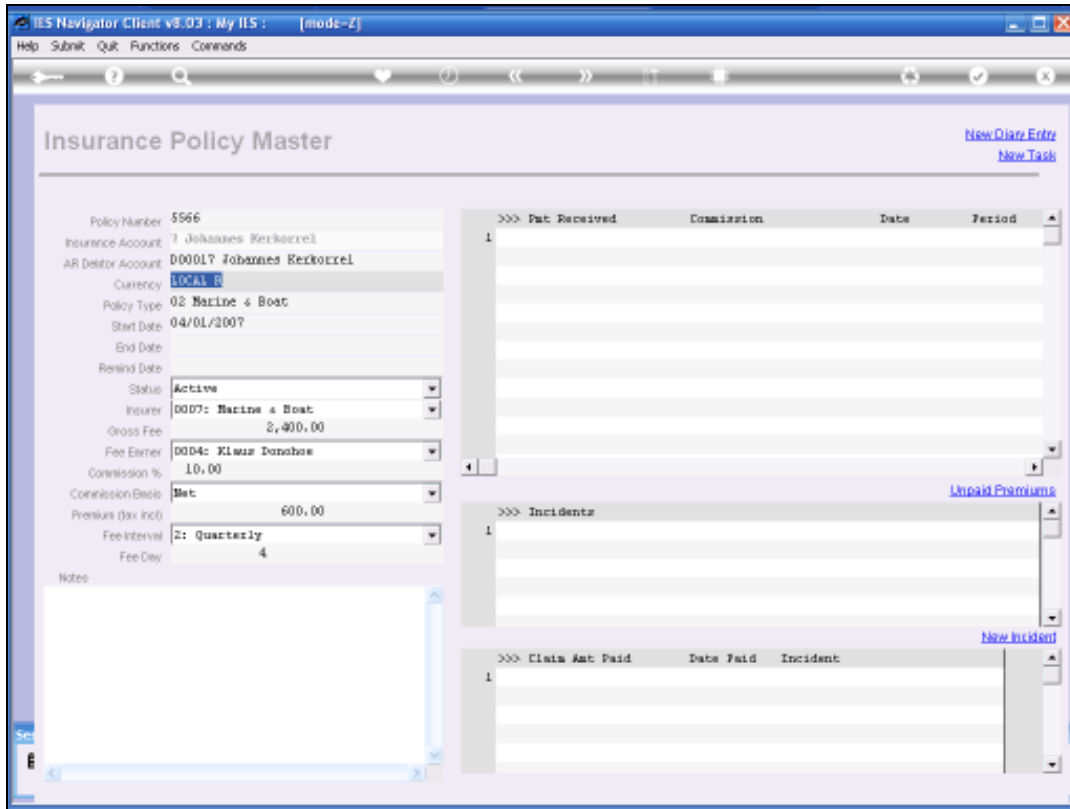 IES Navigator Client v8.03 : My IES : [mode=Z]
Help Submit Quit Functions Commands
Insurance Policy Master
New Diary Entry
New Task
Policy Number 5566
Insurance Account 7 Johannes Kerkorrel
AR Debtor Account D00017 Johannes Kerkorrel
Currency LOCAL R
Policy Type 02 Marine & Boat
Start Date 04/01/2007
End Date
Remind Date
Status Active
Insurer 0007: Marine & Boat
Gross Fee 2,400.00
Fee Earner 0004: Klaus Donohoe
Commission % 10.00
Commission Basis Net
Premium (tax incl) 600.00
Fee Interval 2: Quarterly
Fee Day 4
Notes
>>> Pmt Received Commission Date Period
1
Unpaid Premiums
>>> Incidents
1
New Incident
>>> Claim Amt Paid Date Paid Incident
1